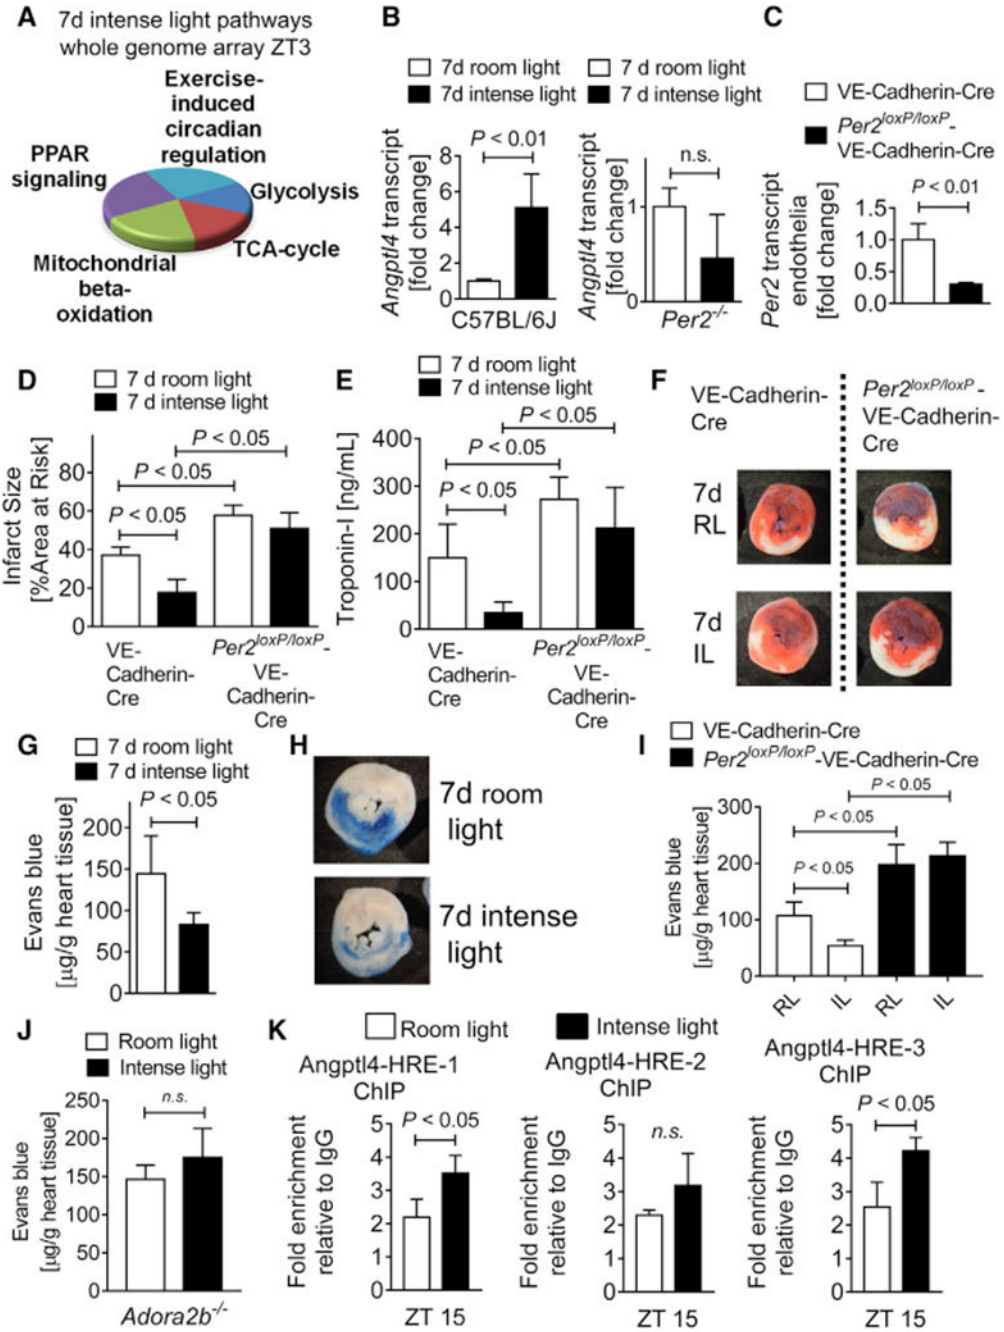 A
7d intense light pathways
whole genome array ZT3
Exercise-
induced
circadian
regulation
PPAR
signaling
Glycolysis
TCA-cycle
Mitochondrial
beta-
oxidation
B
7d room light
7d intense light
7 d room light
7 d intense light
Angptl4 transcript
[fold change]
8
6
4
2
0
P < 0.01
C57BL/6J
Angptl4 transcript
[fold change]
1
0
n.s.
Per2-/-
C
VE-Cadherin-Cre
Per2loxP/loxP-
VE-Cadherin-Cre
Per2 transcript
endothelia
[fold change]
1.5
1.0
0.5
0.0
P < 0.01
D
7 d room light
7 d intense light
Infarct Size
[%Area at Risk]
80
60
40
20
0
P < 0.05
P < 0.05
P < 0.05
VE-
Cadherin-
Cre
Per2loxP/loxP-
VE-
Cadherin-
Cre
E
7 d room light
7 d intense light
Troponin-I [ng/mL]
400
300
200
100
0
P < 0.05
P < 0.05
P < 0.05
VE-
Cadherin-
Cre
Per2loxP/loxP-
VE-
Cadherin-
Cre
F
VE-Cadherin-
Cre
Per2loxP/loxP-
VE-Cadherin-
Cre
7d
RL
7d
IL
G
7 d room light
7 d intense light
Evans blue
[µg/g heart tissue]
200
150
100
50
0
P < 0.05
H
7d room
light
7d intense
light
I
VE-Cadherin-Cre
Per2loxP/loxP-VE-Cadherin-Cre
Evans blue
[µg/g heart tissue]
300
200
100
0
P < 0.05
P < 0.05
P < 0.05
RL
IL
RL
IL
J
Room light
Intense light
Evans blue
[µg/g heart tissue]
250
200
150
100
50
0
n.s.
Adora2b-/-
K
Room light
Intense light
Angptl4-HRE-1
ChIP
Fold enrichment
relative to IgG
5
4
3
2
1
0
P < 0.05
ZT 15
Angptl4-HRE-2
ChIP
Fold enrichment
relative to IgG
5
4
3
2
1
0
n.s.
ZT 15
Angptl4-HRE-3
ChIP
Fold enrichment
relative to IgG
5
4
3
2
1
0
P < 0.05
ZT 15